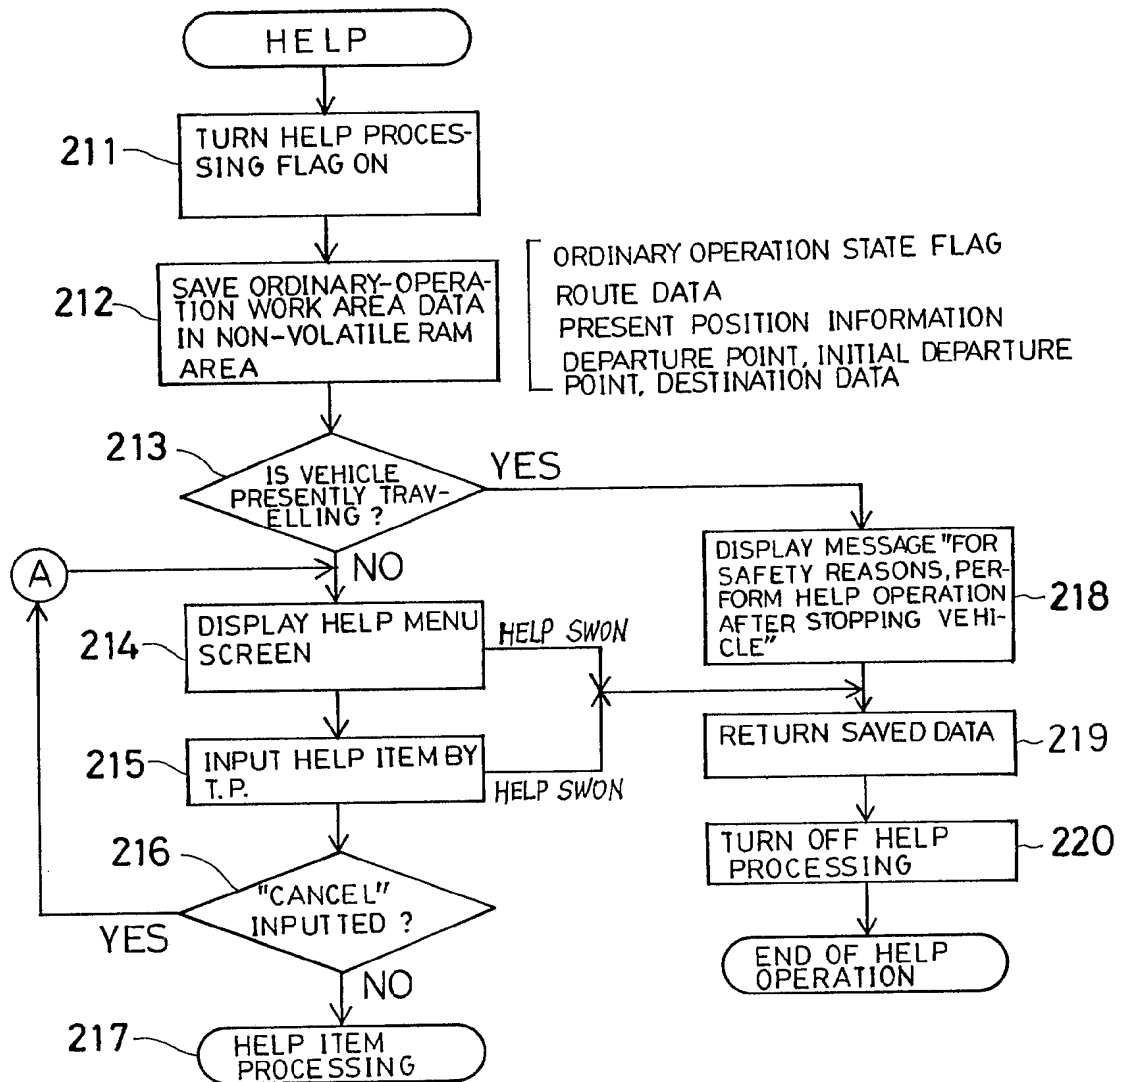 HELP
211
TURN HELP PROCES-
SING FLAG ON
212
SAVE ORDINARY-OPERA-
TION WORK AREA DATA
IN NON-VOLATILE RAM
AREA
ORDINARY OPERATION STATE FLAG
ROUTE DATA
PRESENT POSITION INFORMATION
DEPARTURE POINT, INITIAL DEPARTURE
POINT, DESTINATION DATA
213
IS VEHICLE
PRESENTLY TRAV-
ELLING ?
YES
NO
A
214
DISPLAY HELP MENU
SCREEN
HELP SWON
215
INPUT HELP ITEM BY
T.P.
HELP SWON
216
"CANCEL"
INPUTTED ?
YES
NO
217
HELP ITEM
PROCESSING
DISPLAY MESSAGE "FOR
SAFETY REASONS, PER-
FORM HELP OPERATION
AFTER STOPPING VEHI-
CLE"
218
RETURN SAVED DATA
219
TURN OFF HELP
PROCESSING
220
END OF HELP
OPERATION